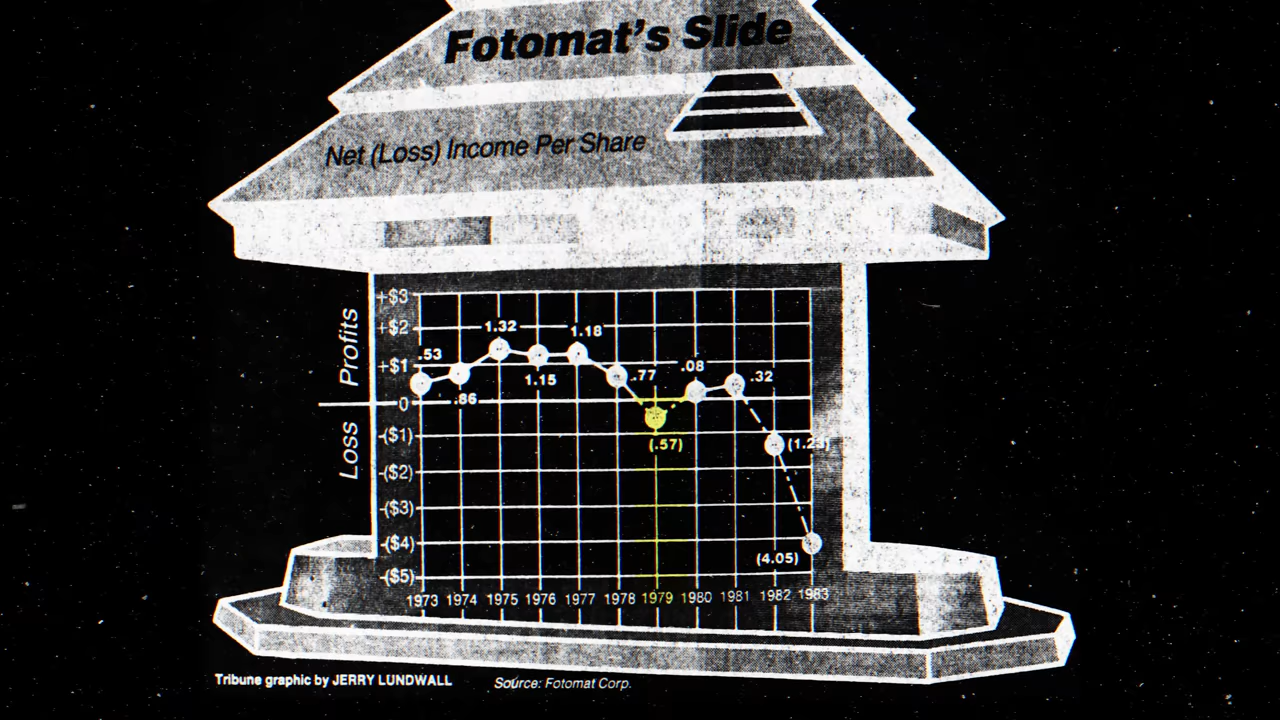 Fotomat's Slide
Net (Loss) Income Per Share
Profits
Loss
+$3
+$2
+$1
0
-($1)
-($2)
-($3)
-($4)
-($5)
.53
.86
1.32
1.15
1.18
.77
(.57)
.08
.32
(4.05)
1973 1974 1975 1976 1977 1978 1979 1980 1981 1982 1983
Tribune graphic by JERRY LUNDWALL
Source: Fotomat Corp.